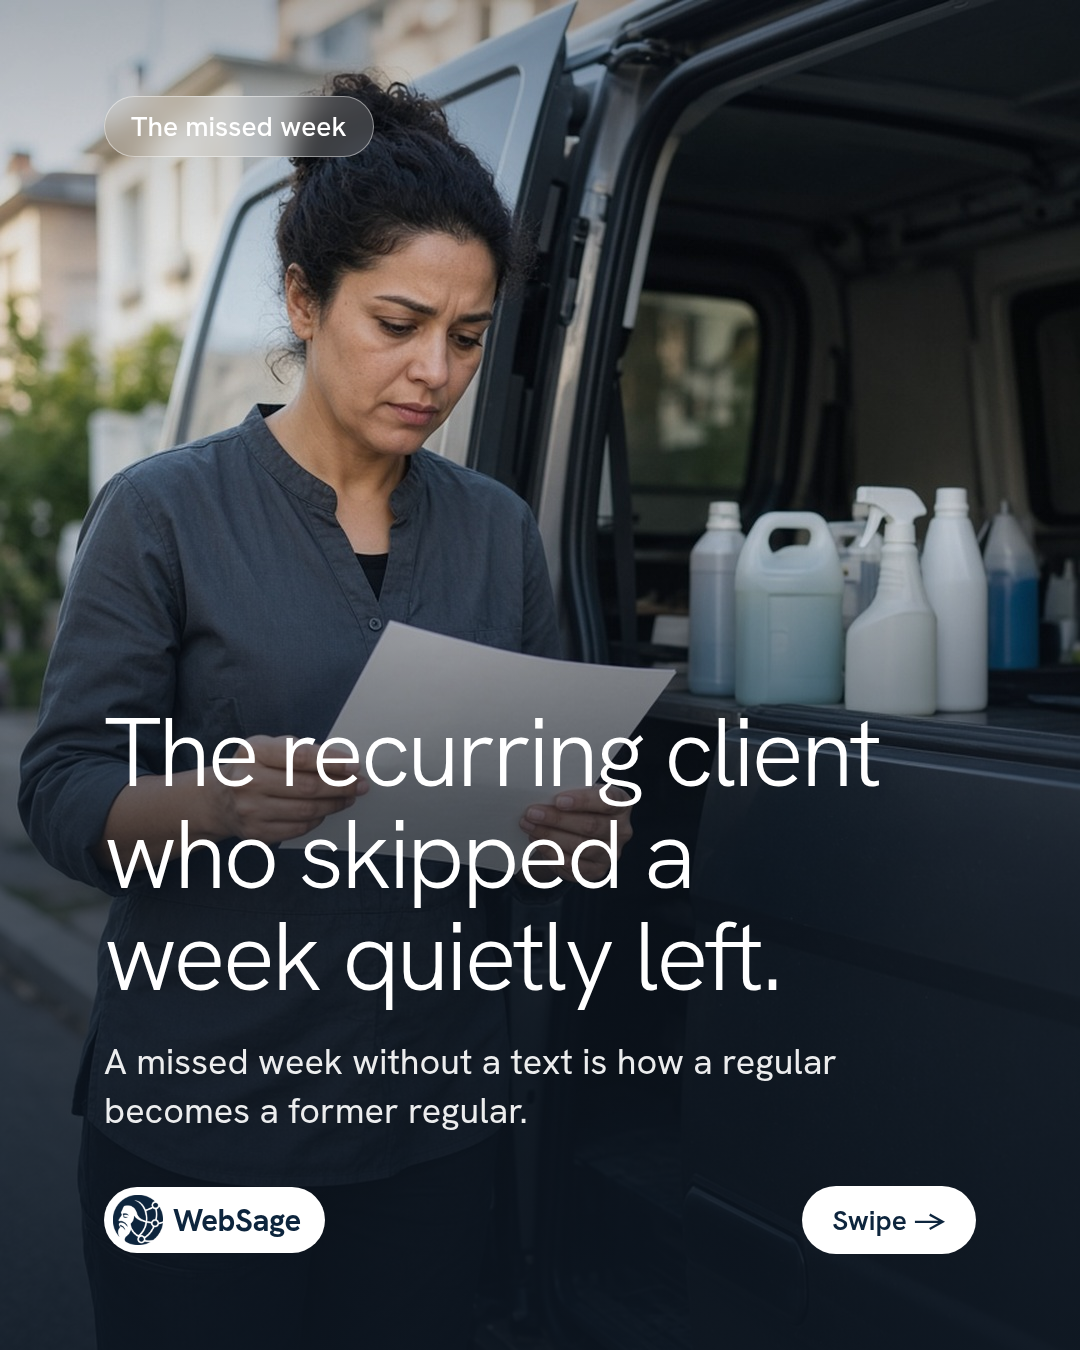 The missed week
The recurring client
who skipped a
week quietly left.
A missed week without a text is how a regular
becomes a former regular.
WebSage
Swipe →